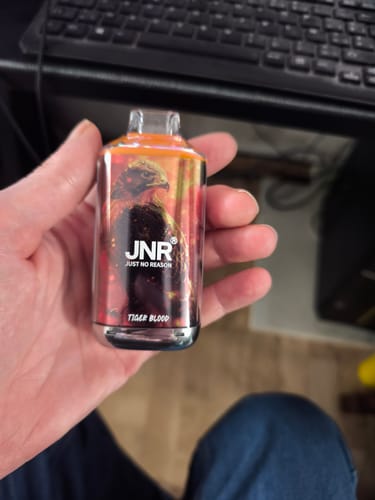 JNR®
JUST NO REASON
TIGER BLOOD